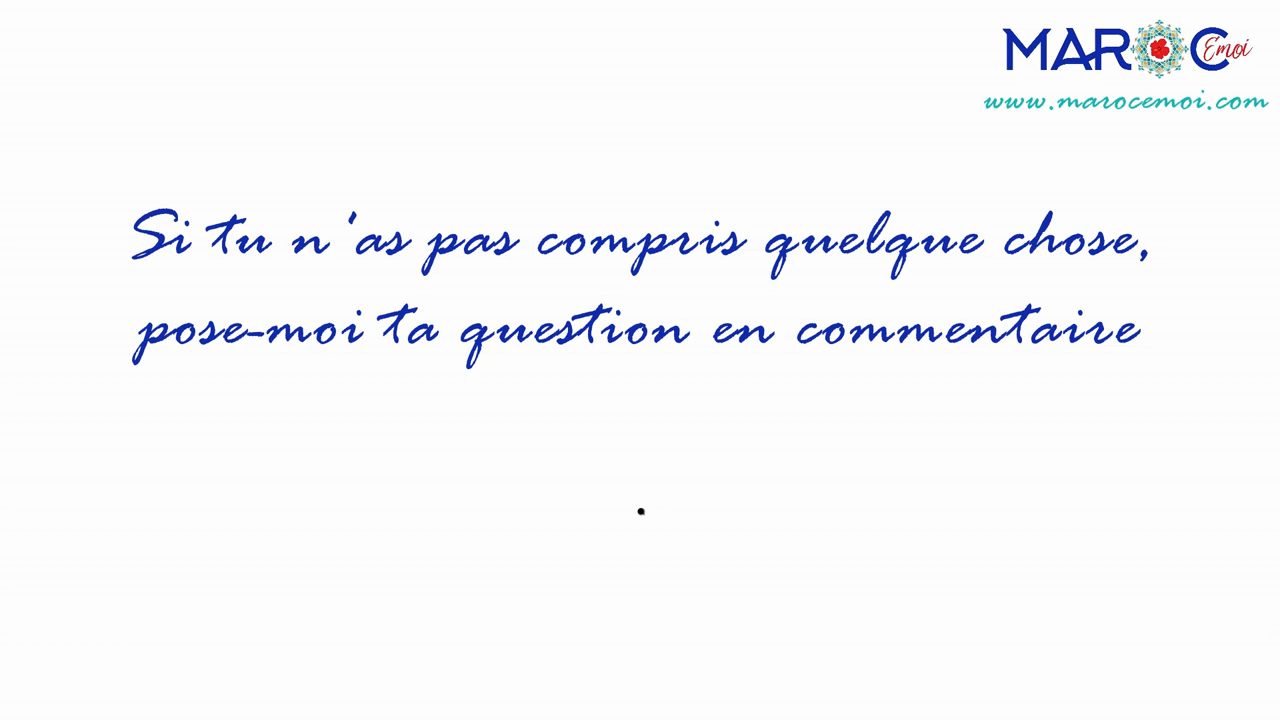 MAROC Emoi
www.marocemoi.com
Si tu n'as pas compris quelque chose,
pose-moi ta question en commentaire